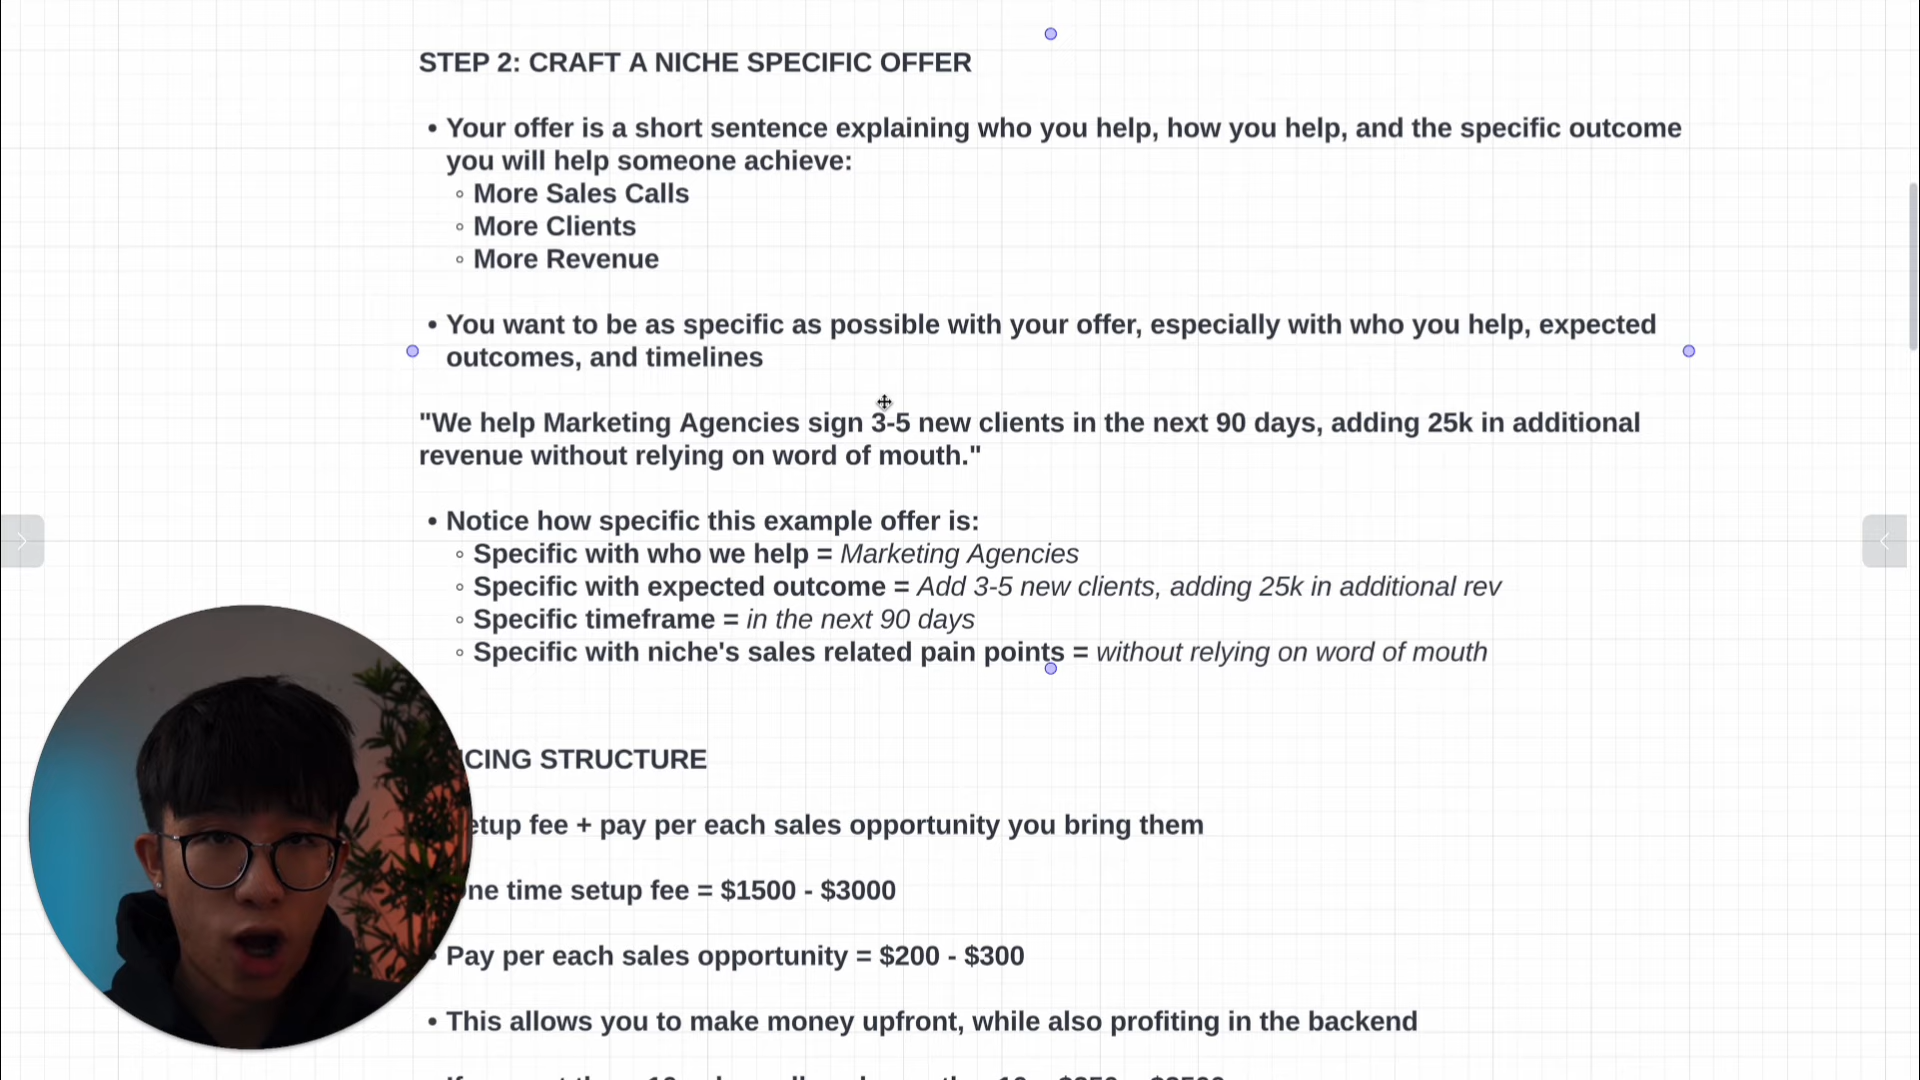 STEP 2: CRAFT A NICHE SPECIFIC OFFER
• Your offer is a short sentence explaining who you help, how you help, and the specific outcome
you will help someone achieve:
◦ More Sales Calls
◦ More Clients
◦ More Revenue
• You want to be as specific as possible with your offer, especially with who you help, expected
outcomes, and timelines
"We help Marketing Agencies sign 3-5 new clients in the next 90 days, adding 25k in additional
revenue without relying on word of mouth."
• Notice how specific this example offer is:
◦ Specific with who we help = Marketing Agencies
◦ Specific with expected outcome = Add 3-5 new clients, adding 25k in additional rev
◦ Specific timeframe = in the next 90 days
◦ Specific with niche's sales related pain points = without relying on word of mouth
STRUCTURE
fee + pay per each sales opportunity you bring them
time setup fee = $1500 - $3000
• Pay per each sales opportunity = $200 - $300
• This allows you to make money upfront, while also profiting in the backend